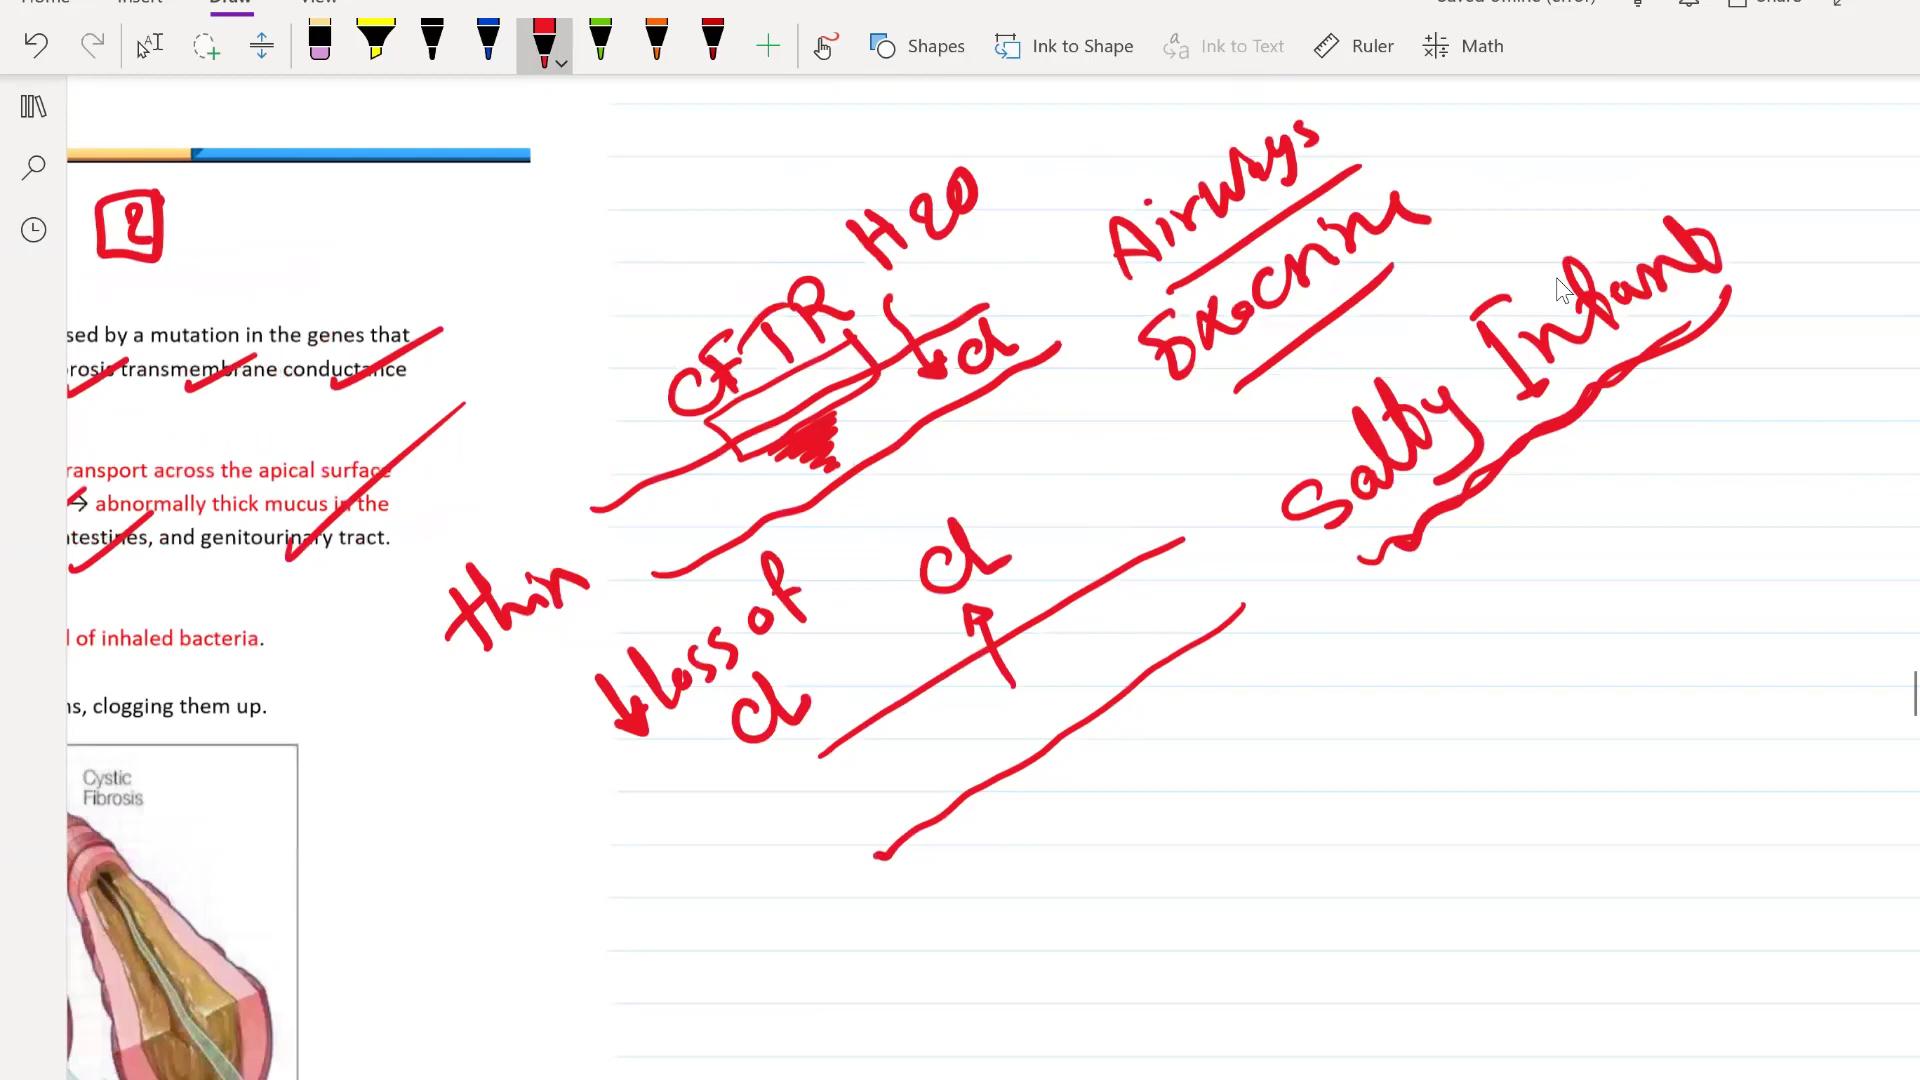 Draw
Shapes
Ink to Shape
Ink to Text
Ruler
Math
2
sed by a mutation in the genes that
rosis transmembrane conductance
ransport across the apical surface
→ abnormally thick mucus in the
testines, and genitourinary tract.
l of inhaled bacteria.
ns, clogging them up.
Cystic
Fibrosis
H2O
CFTR
cl
Airways
Exocrine
Salty Infant
thin
↓ loss of
cl
cl